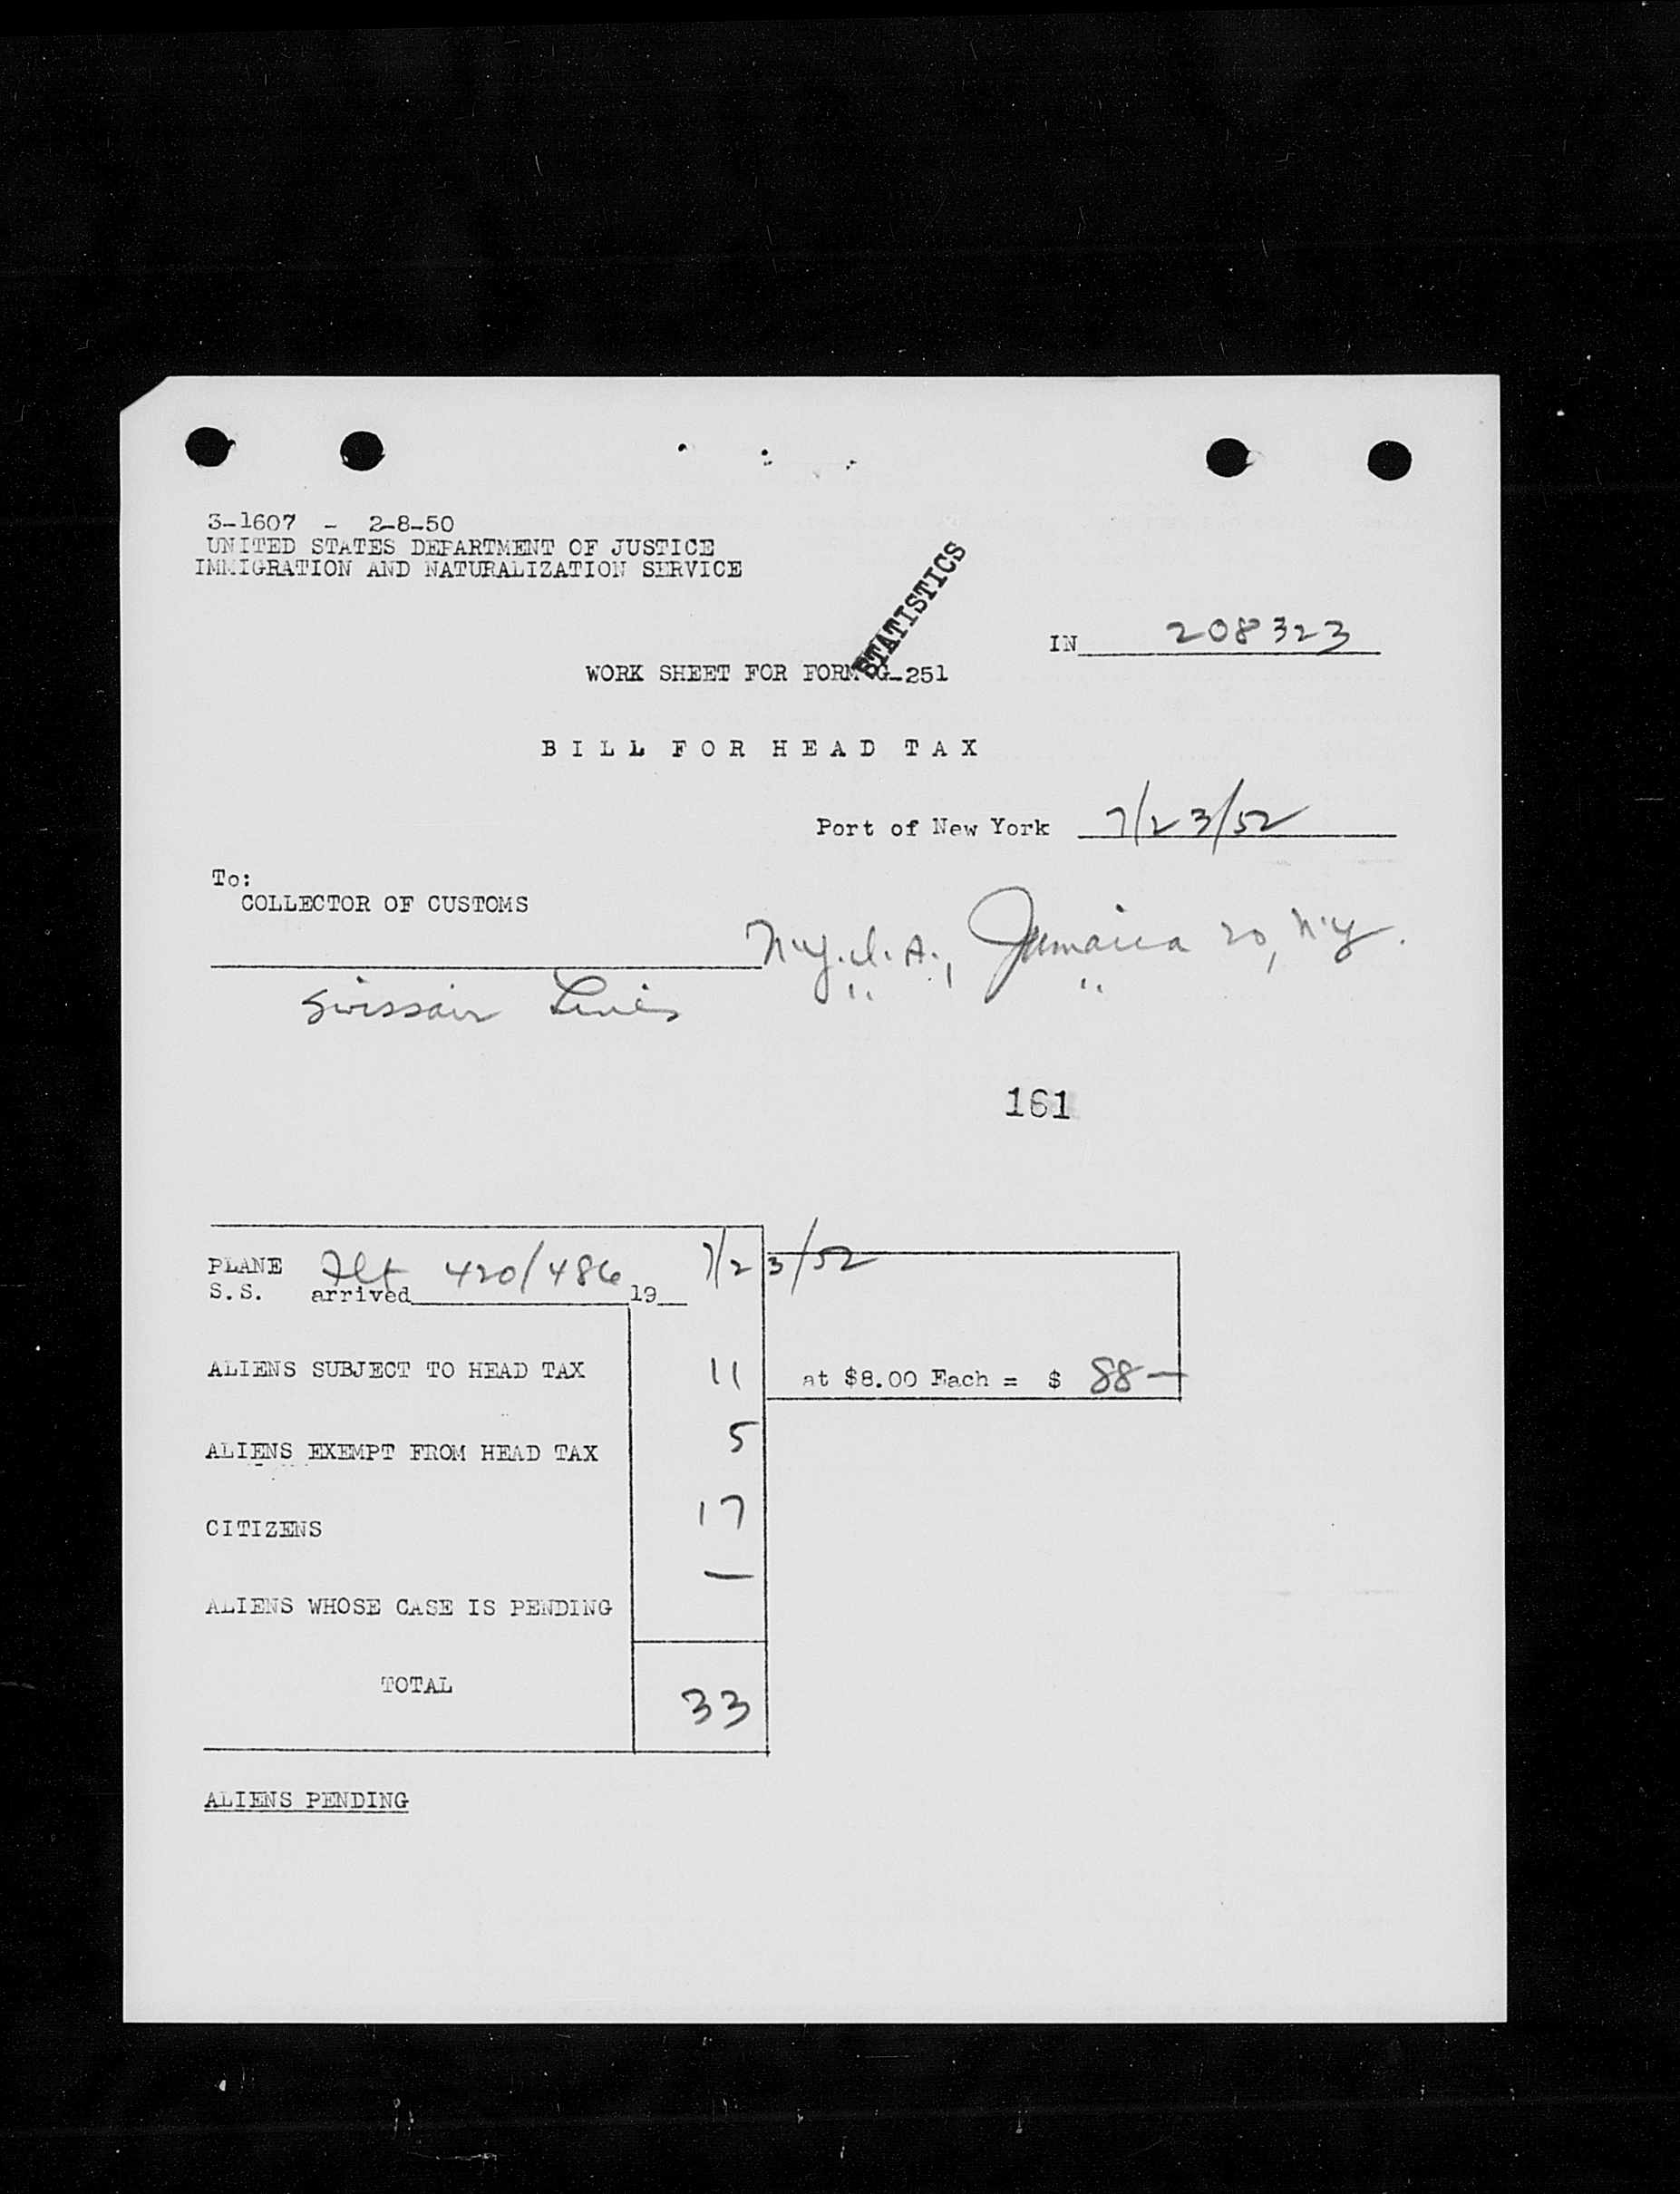 3-1607 - 2-8-50
UNITED STATES DEPARTMENT OF JUSTICE
IMMIGRATION AND NATURALIZATION SERVICE
STATISTICS
IN 208323
WORK SHEET FOR FORM G-251
BILL FOR HEAD TAX
Port of New York 7/23/52
To:
COLLECTOR OF CUSTOMS
N.Y.I.A., Jamaica 20, N.Y.
Swissair Lines
161
PLANE Flt 420/486 7/23/52
S.S. arrived 19
ALIENS SUBJECT TO HEAD TAX 11 at $8.00 Each = $ 88—
ALIENS EXEMPT FROM HEAD TAX 5
CITIZENS 17
ALIENS WHOSE CASE IS PENDING —
TOTAL 33
ALIENS PENDING